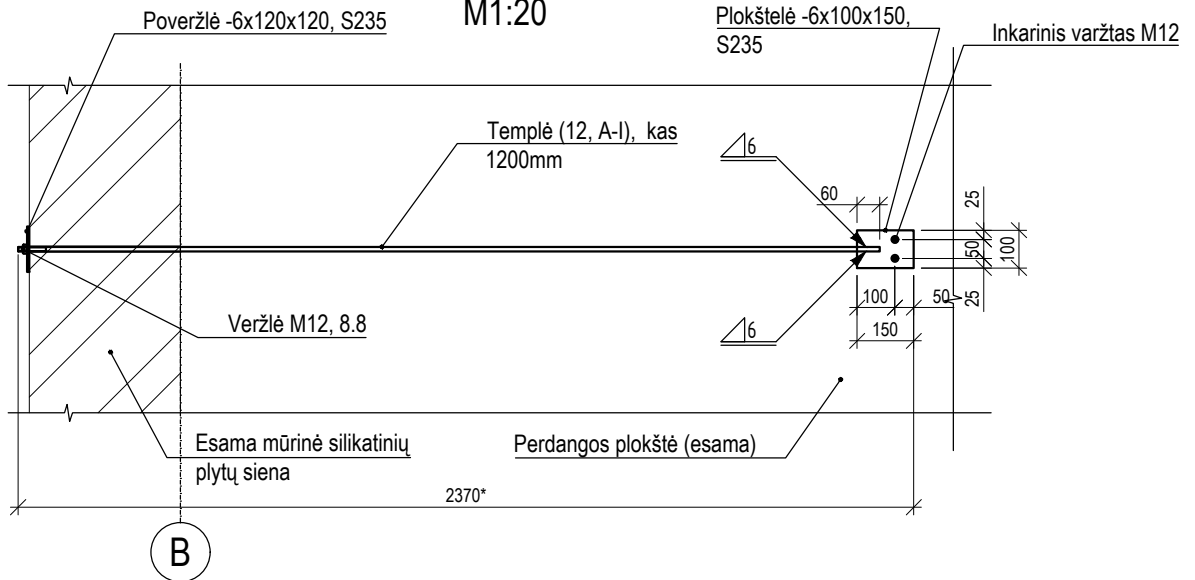 M1:20
Poveržlė -6x120x120, S235
Plokštelė -6x100x150,
S235
Inkarinis varžtas M12
Templė (12, A-I), kas
1200mm
6
60
25
50
100
25
100
50
150
6
Veržlė M12, 8.8
Esama mūrinė silikatinių
plytų siena
Perdangos plokštė (esama)
2370*
B